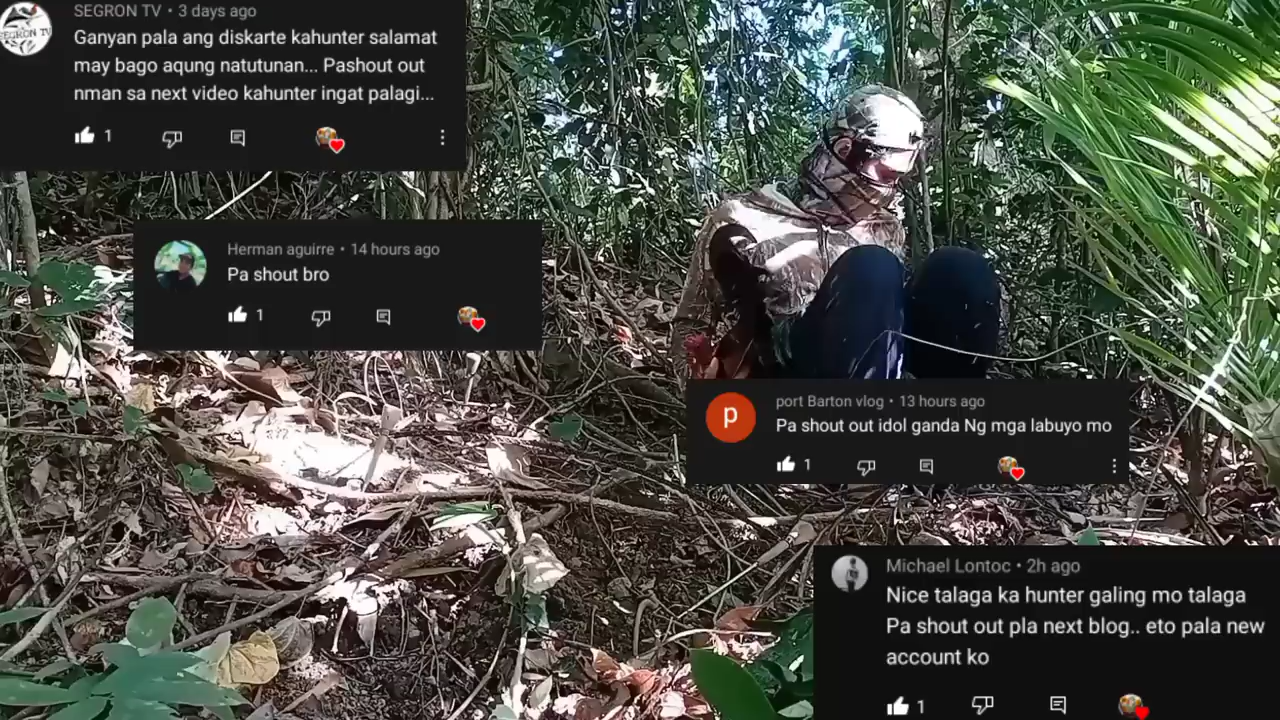 SEGRON TV
SEGRON TV • 3 days ago
Ganyan pala ang diskarte kahunter salamat
may bago aqung natutunan... Pashout out
nman sa next video kahunter ingat palagi...
1
Herman aguirre • 14 hours ago
Pa shout bro
1
p
port Barton vlog • 13 hours ago
Pa shout out idol ganda Ng mga labuyo mo
1
Michael Lontoc • 2h ago
Nice talaga ka hunter galing mo talaga
Pa shout out pla next blog.. eto pala new
account ko
1